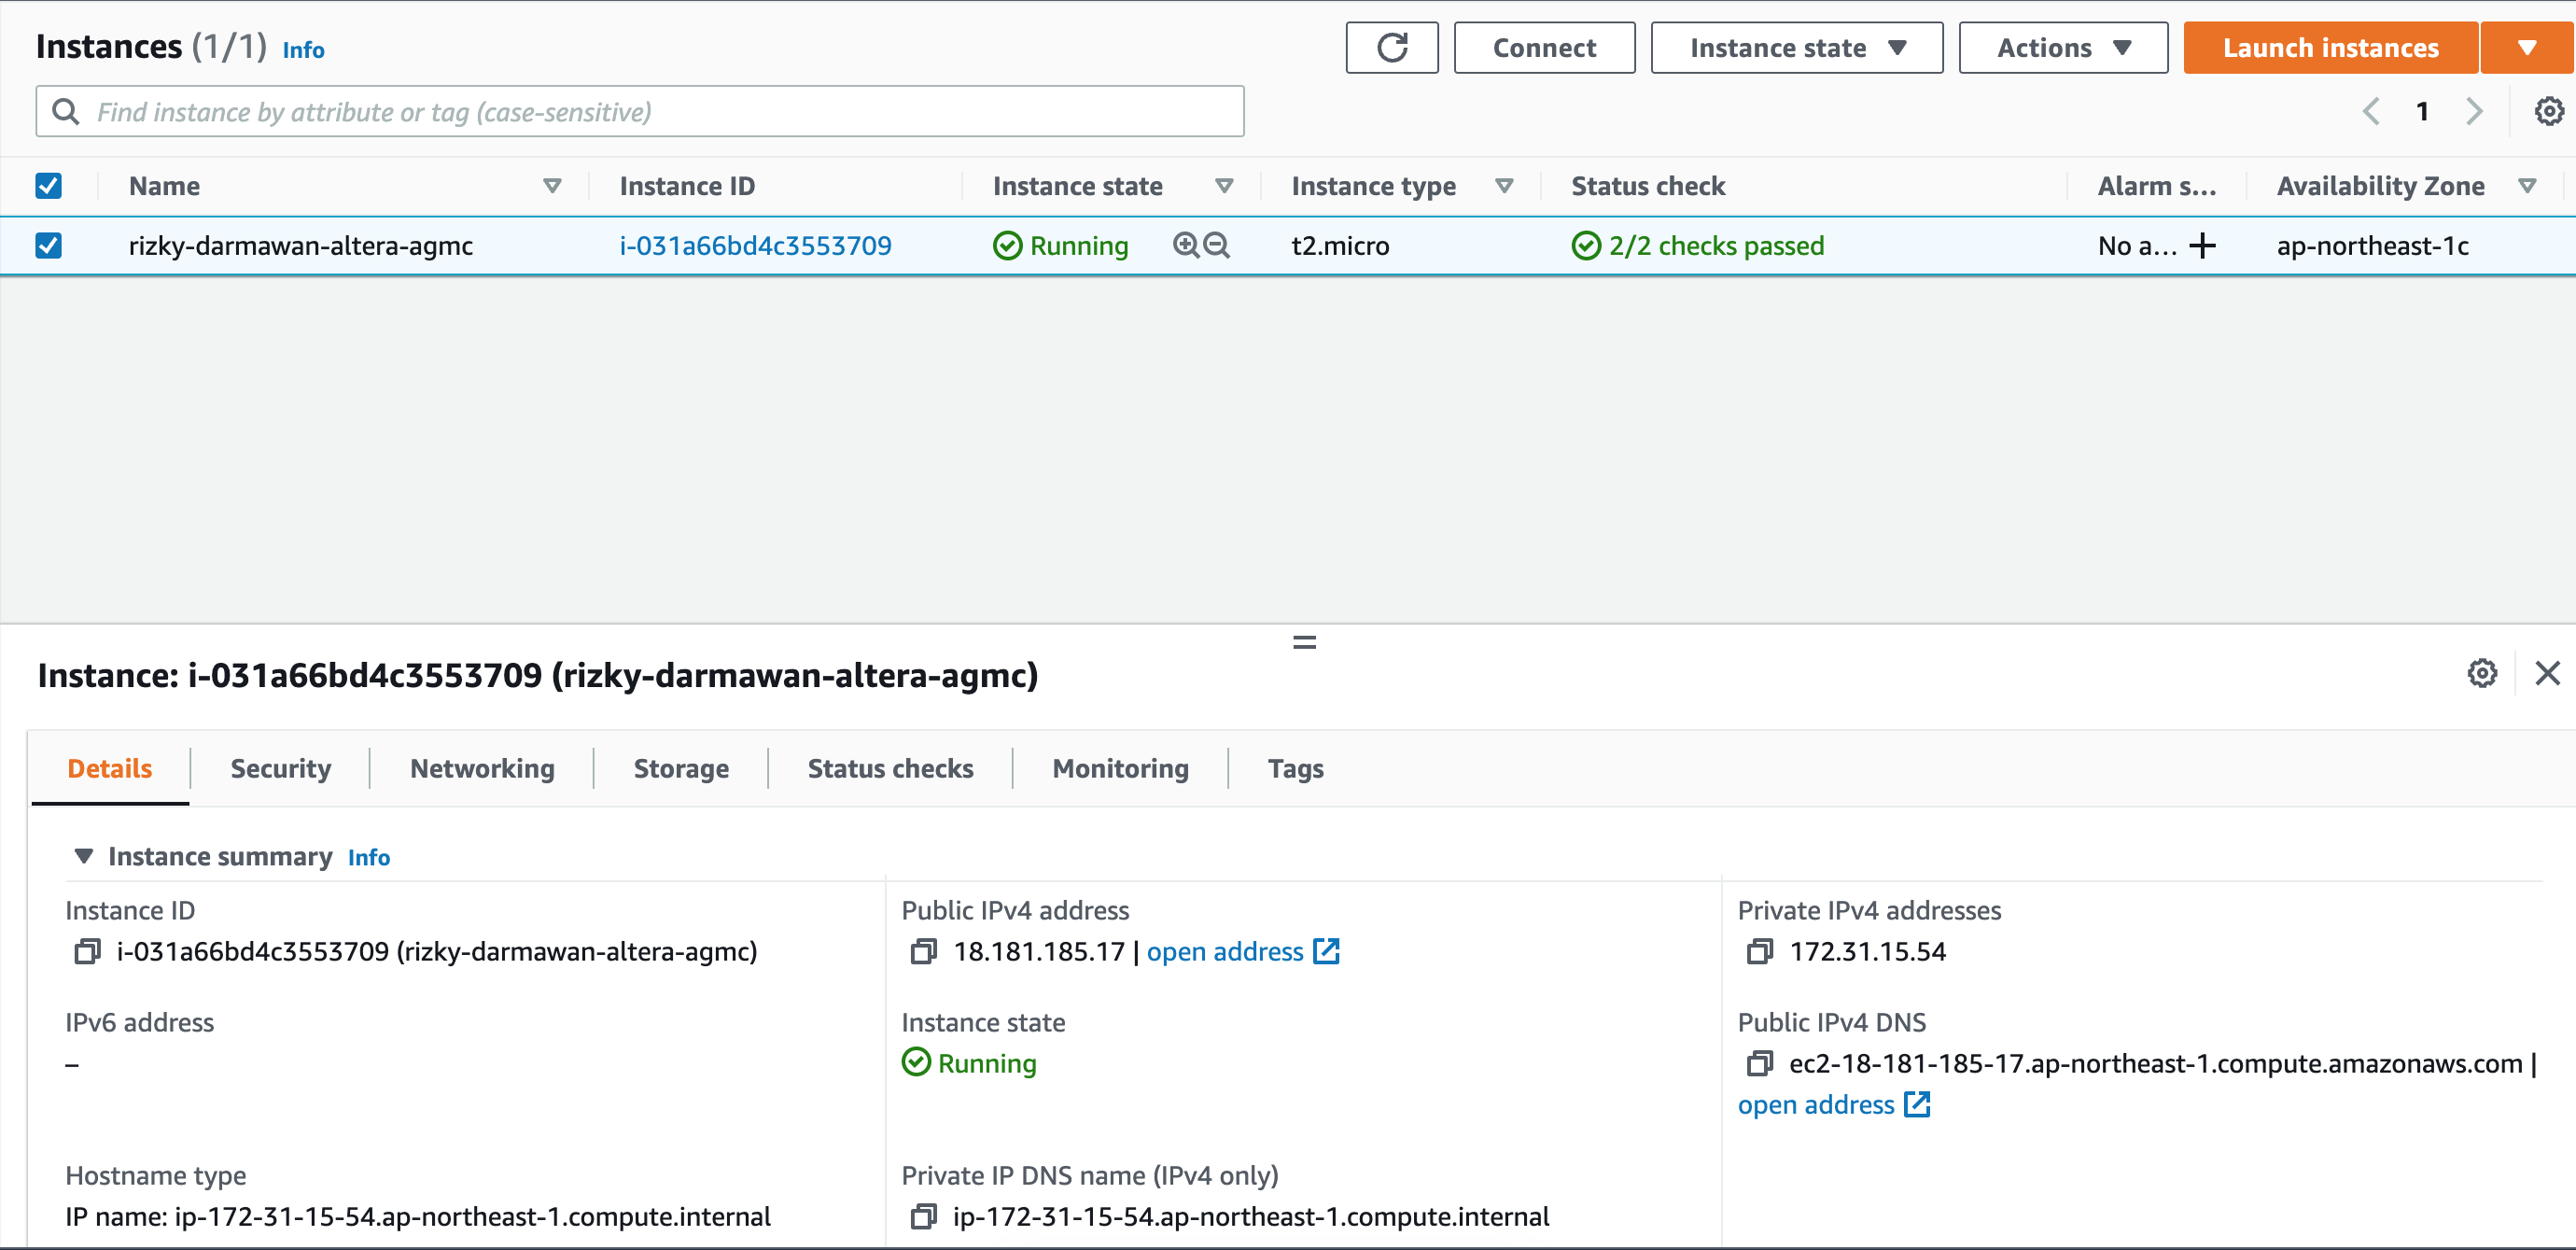 Instances (1/1) Info
Connect
Instance state
Actions
Launch instances
Find instance by attribute or tag (case-sensitive)
1
Name Instance ID Instance state Instance type Status check Alarm s... Availability Zone
rizky-darmawan-altera-agmc i-031a66bd4c3553709 Running t2.micro 2/2 checks passed No a... ap-northeast-1c
Instance: i-031a66bd4c3553709 (rizky-darmawan-altera-agmc)
Details Security Networking Storage Status checks Monitoring Tags
Instance summary Info
Instance ID
i-031a66bd4c3553709 (rizky-darmawan-altera-agmc)
Public IPv4 address
18.181.185.17 | open address
Private IPv4 addresses
172.31.15.54
IPv6 address
–
Instance state
Running
Public IPv4 DNS
ec2-18-181-185-17.ap-northeast-1.compute.amazonaws.com |
open address
Hostname type
IP name: ip-172-31-15-54.ap-northeast-1.compute.internal
Private IP DNS name (IPv4 only)
ip-172-31-15-54.ap-northeast-1.compute.internal